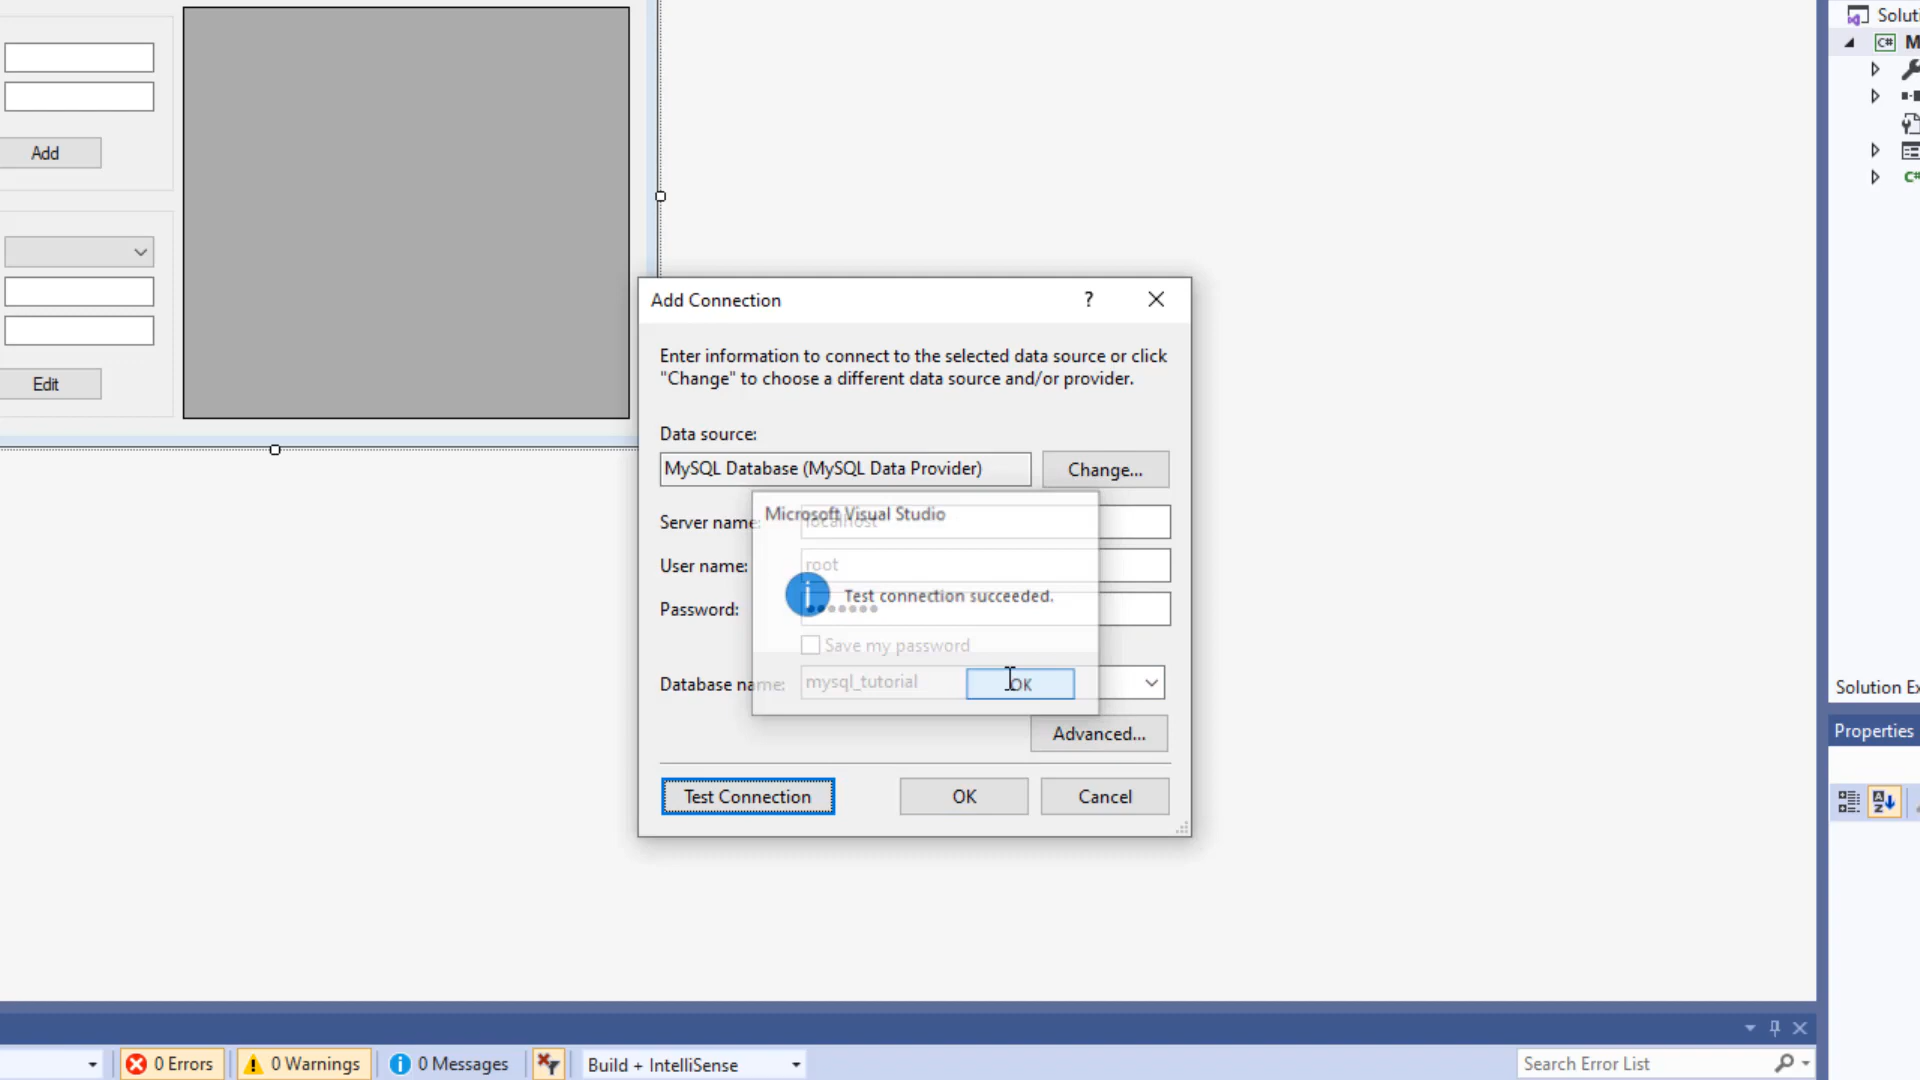 Soluti
C# M
Add
Add Connection
?
Enter information to connect to the selected data source or click
"Change" to choose a different data source and/or provider.
Data source:
MySQL Database (MySQL Data Provider)
Change...
Edit
Microsoft Visual Studio
Server name:
localhost
User name:
root
Test connection succeeded.
Password:
Save my password
Database name:
mysql_tutorial
OK
Advanced...
Test Connection
OK
Cancel
Solution Ex
Properties
0 Errors
0 Warnings
0 Messages
Build + IntelliSense
Search Error List